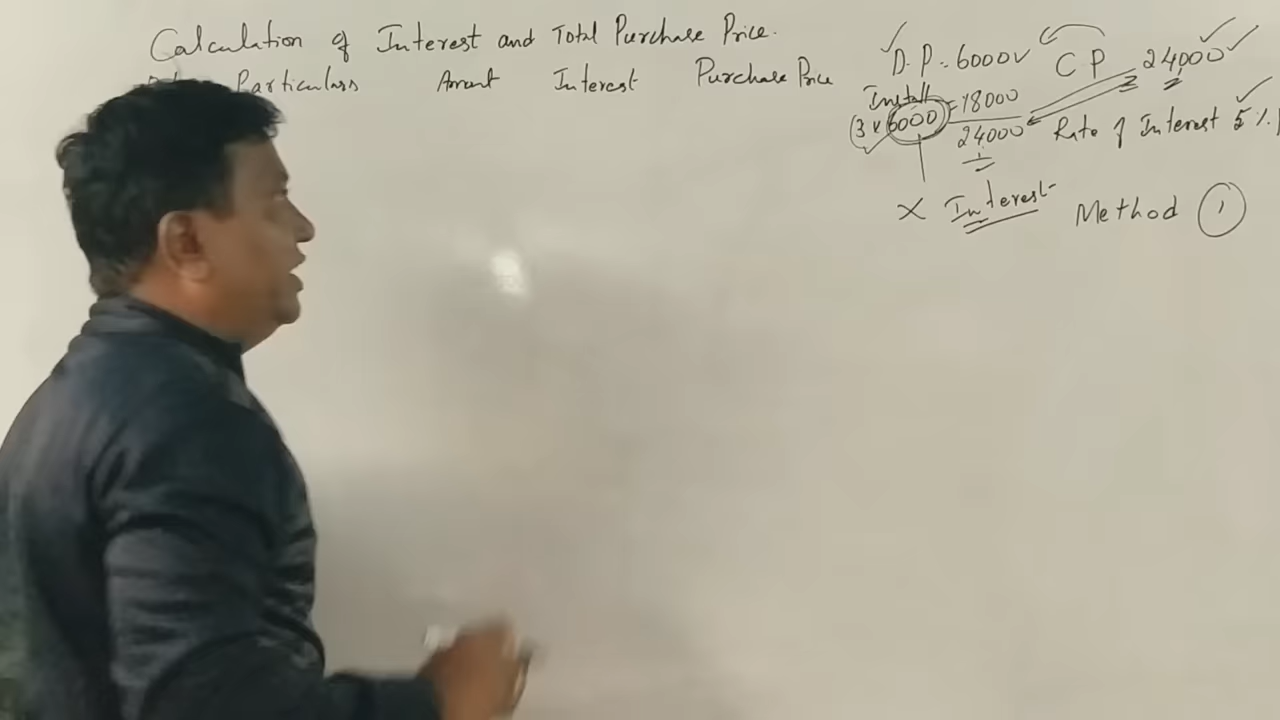 Calculation of Interest and Total Purchase Price.
Particulars Amount Interest Purchase Price
D.P. 6000
Install
(3 x 6000 = 18000
24000
x Interest
C P 24000
Rate of Interest 5%
Method 1